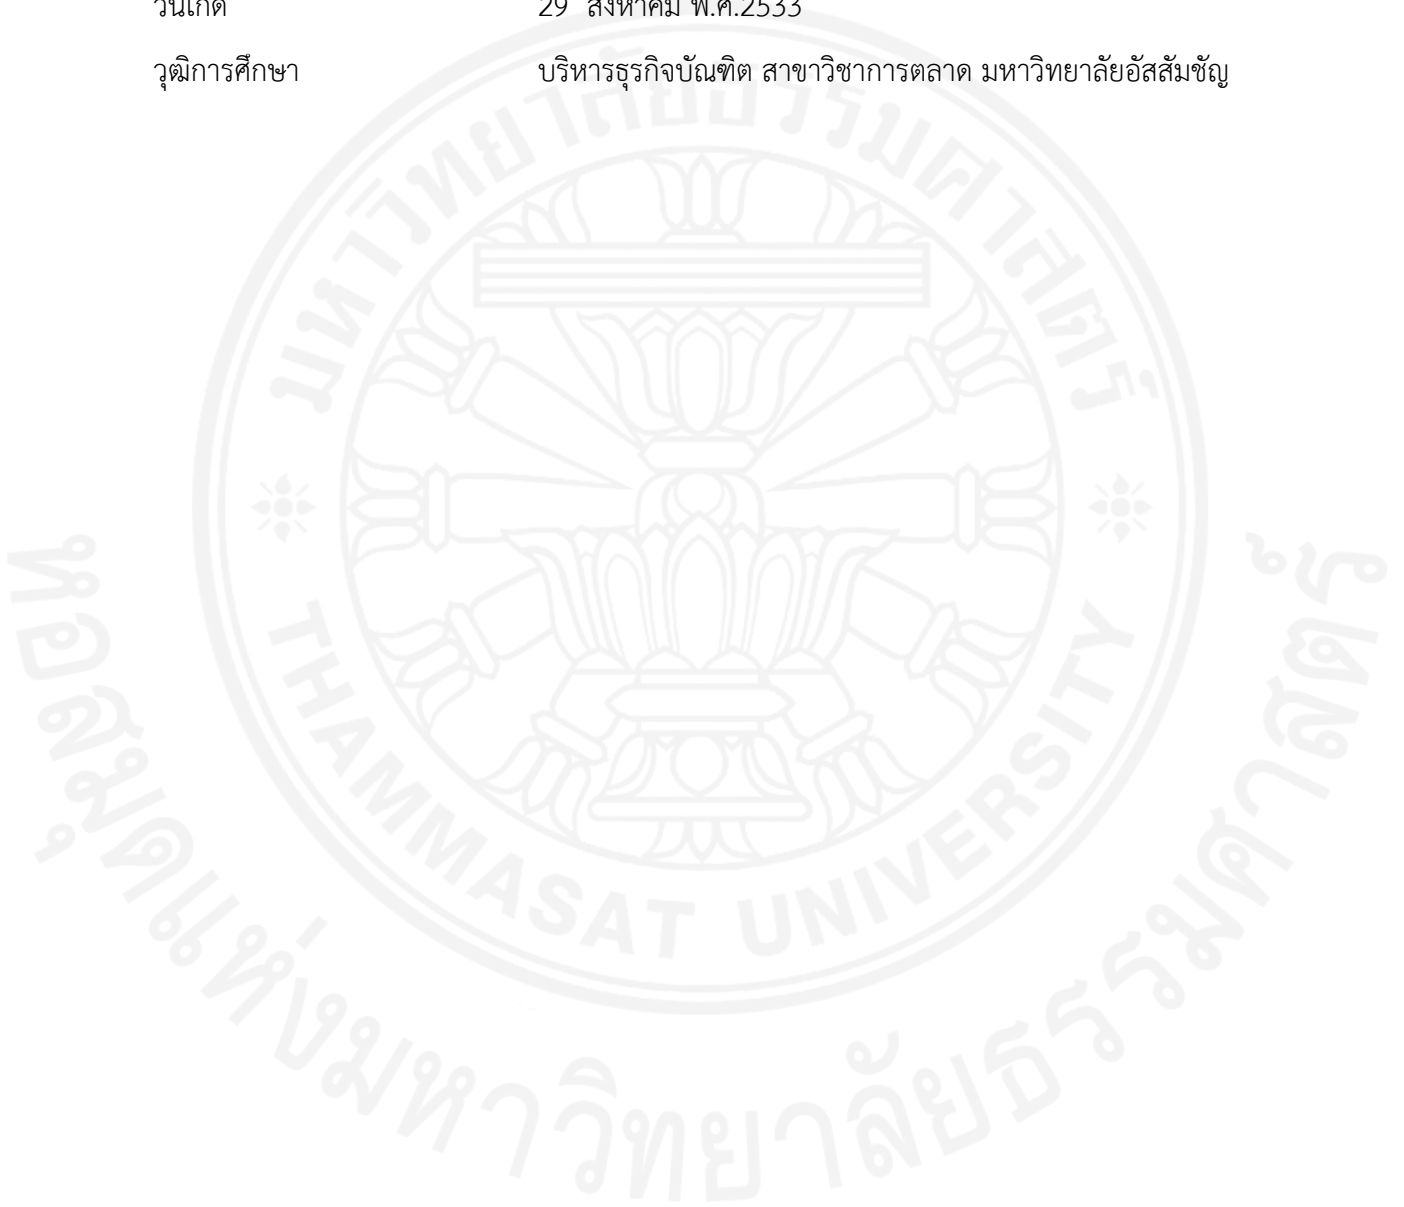 วันเกิด 29 สิงหาคม พ.ศ.2533
วุฒิการศึกษา บริหารธุรกิจบัณฑิต สาขาวิชาการตลาด มหาวิทยาลัยอัสสัมชัญ
มหาวิทยาลัยธรรมศาสตร์
THAMMASAT UNIVERSITY
หอสมุดแห่งมหาวิทยาลัยธรรมศาสตร์